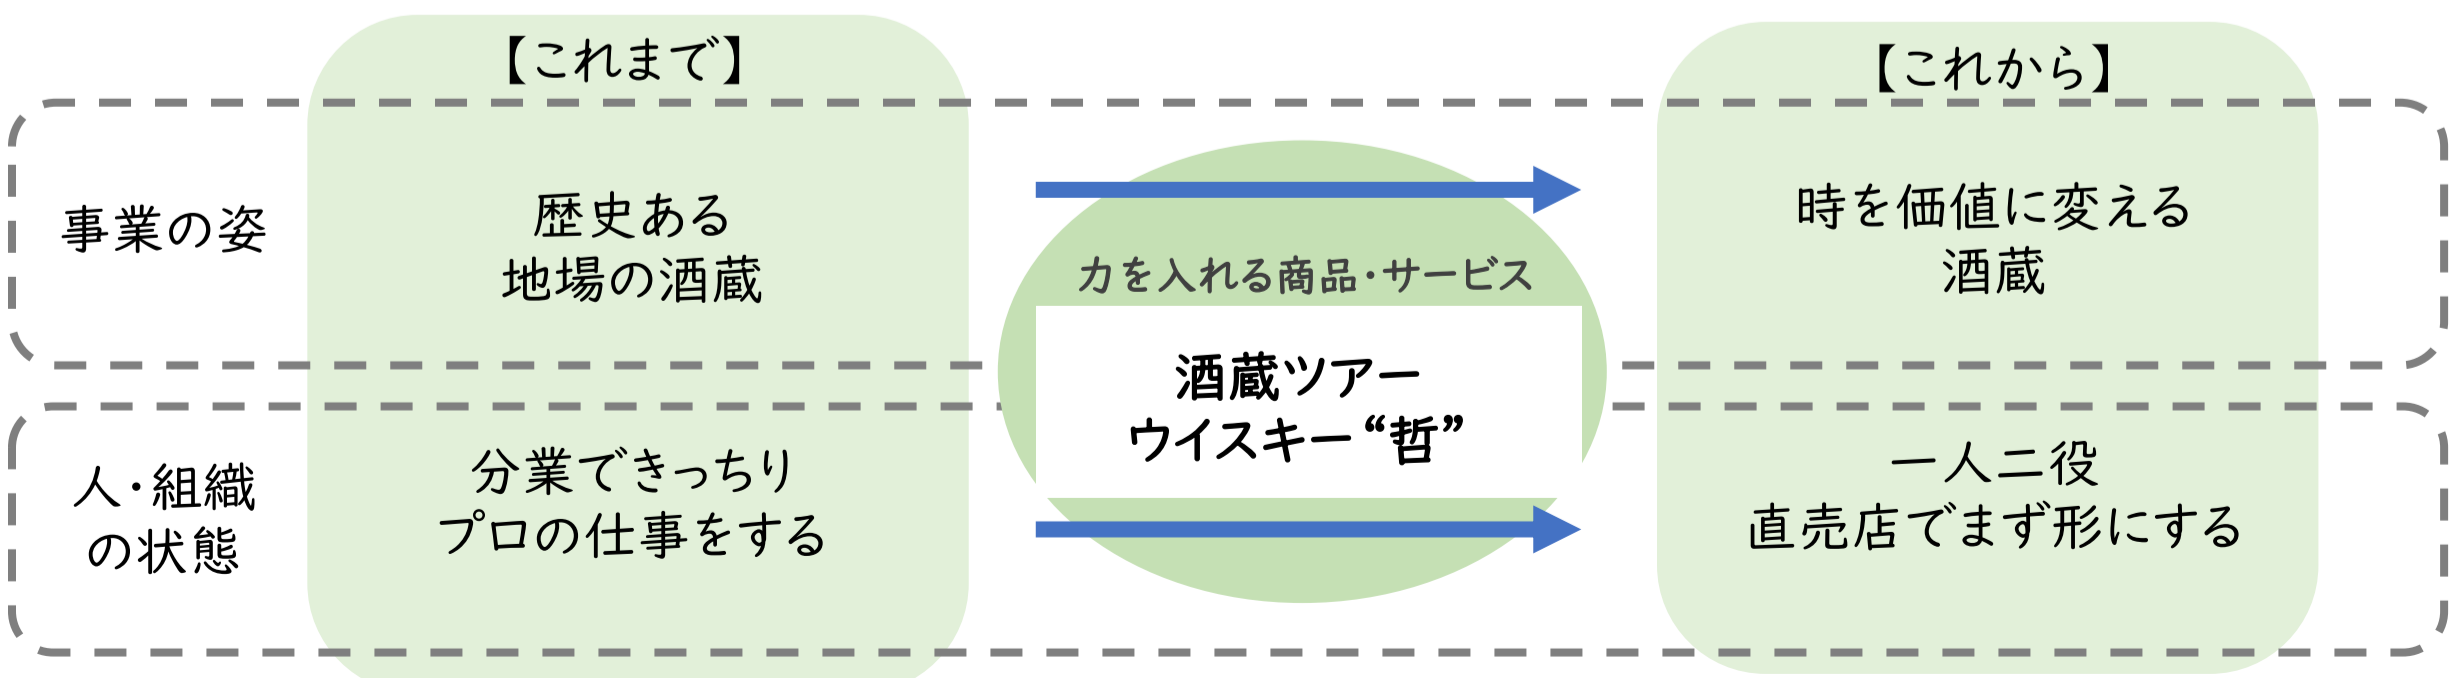 【これまで】
【これから】
事業の姿
歴史ある
地場の酒蔵
力を入れる商品・サービス
酒蔵ツアー
ウイスキー“哲”
時を価値に変える
酒蔵
人・組織
の状態
分業できっちり
プロの仕事をする
一人二役
直売店でまず形にする